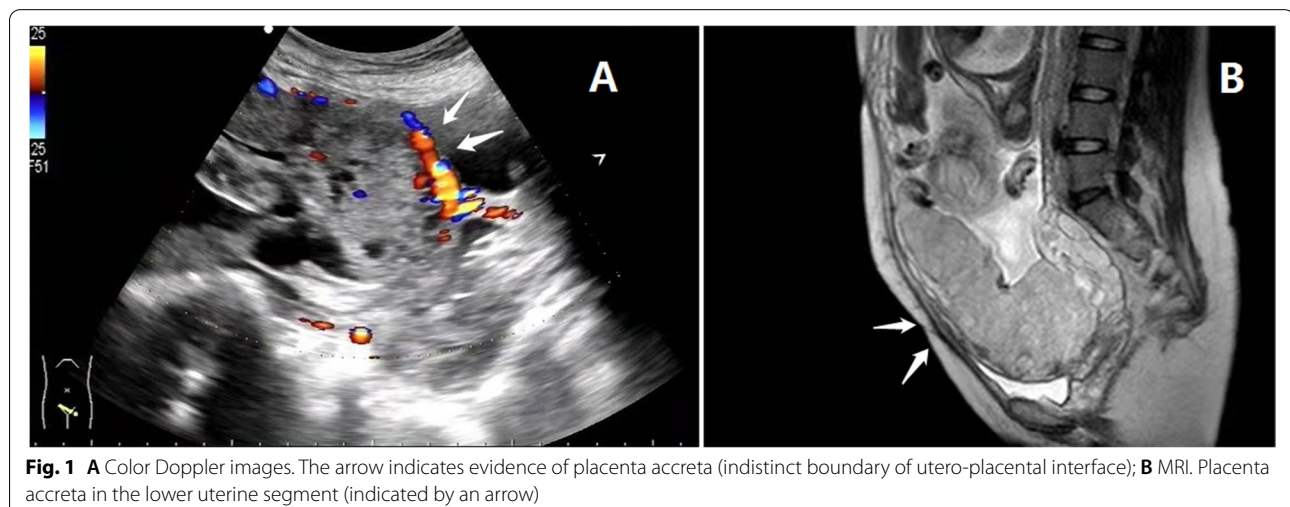 25
A
B
25
F51
Fig. 1 A Color Doppler images. The arrow indicates evidence of placenta accreta (indistinct boundary of utero-placental interface); B MRI. Placenta
accreta in the lower uterine segment (indicated by an arrow)